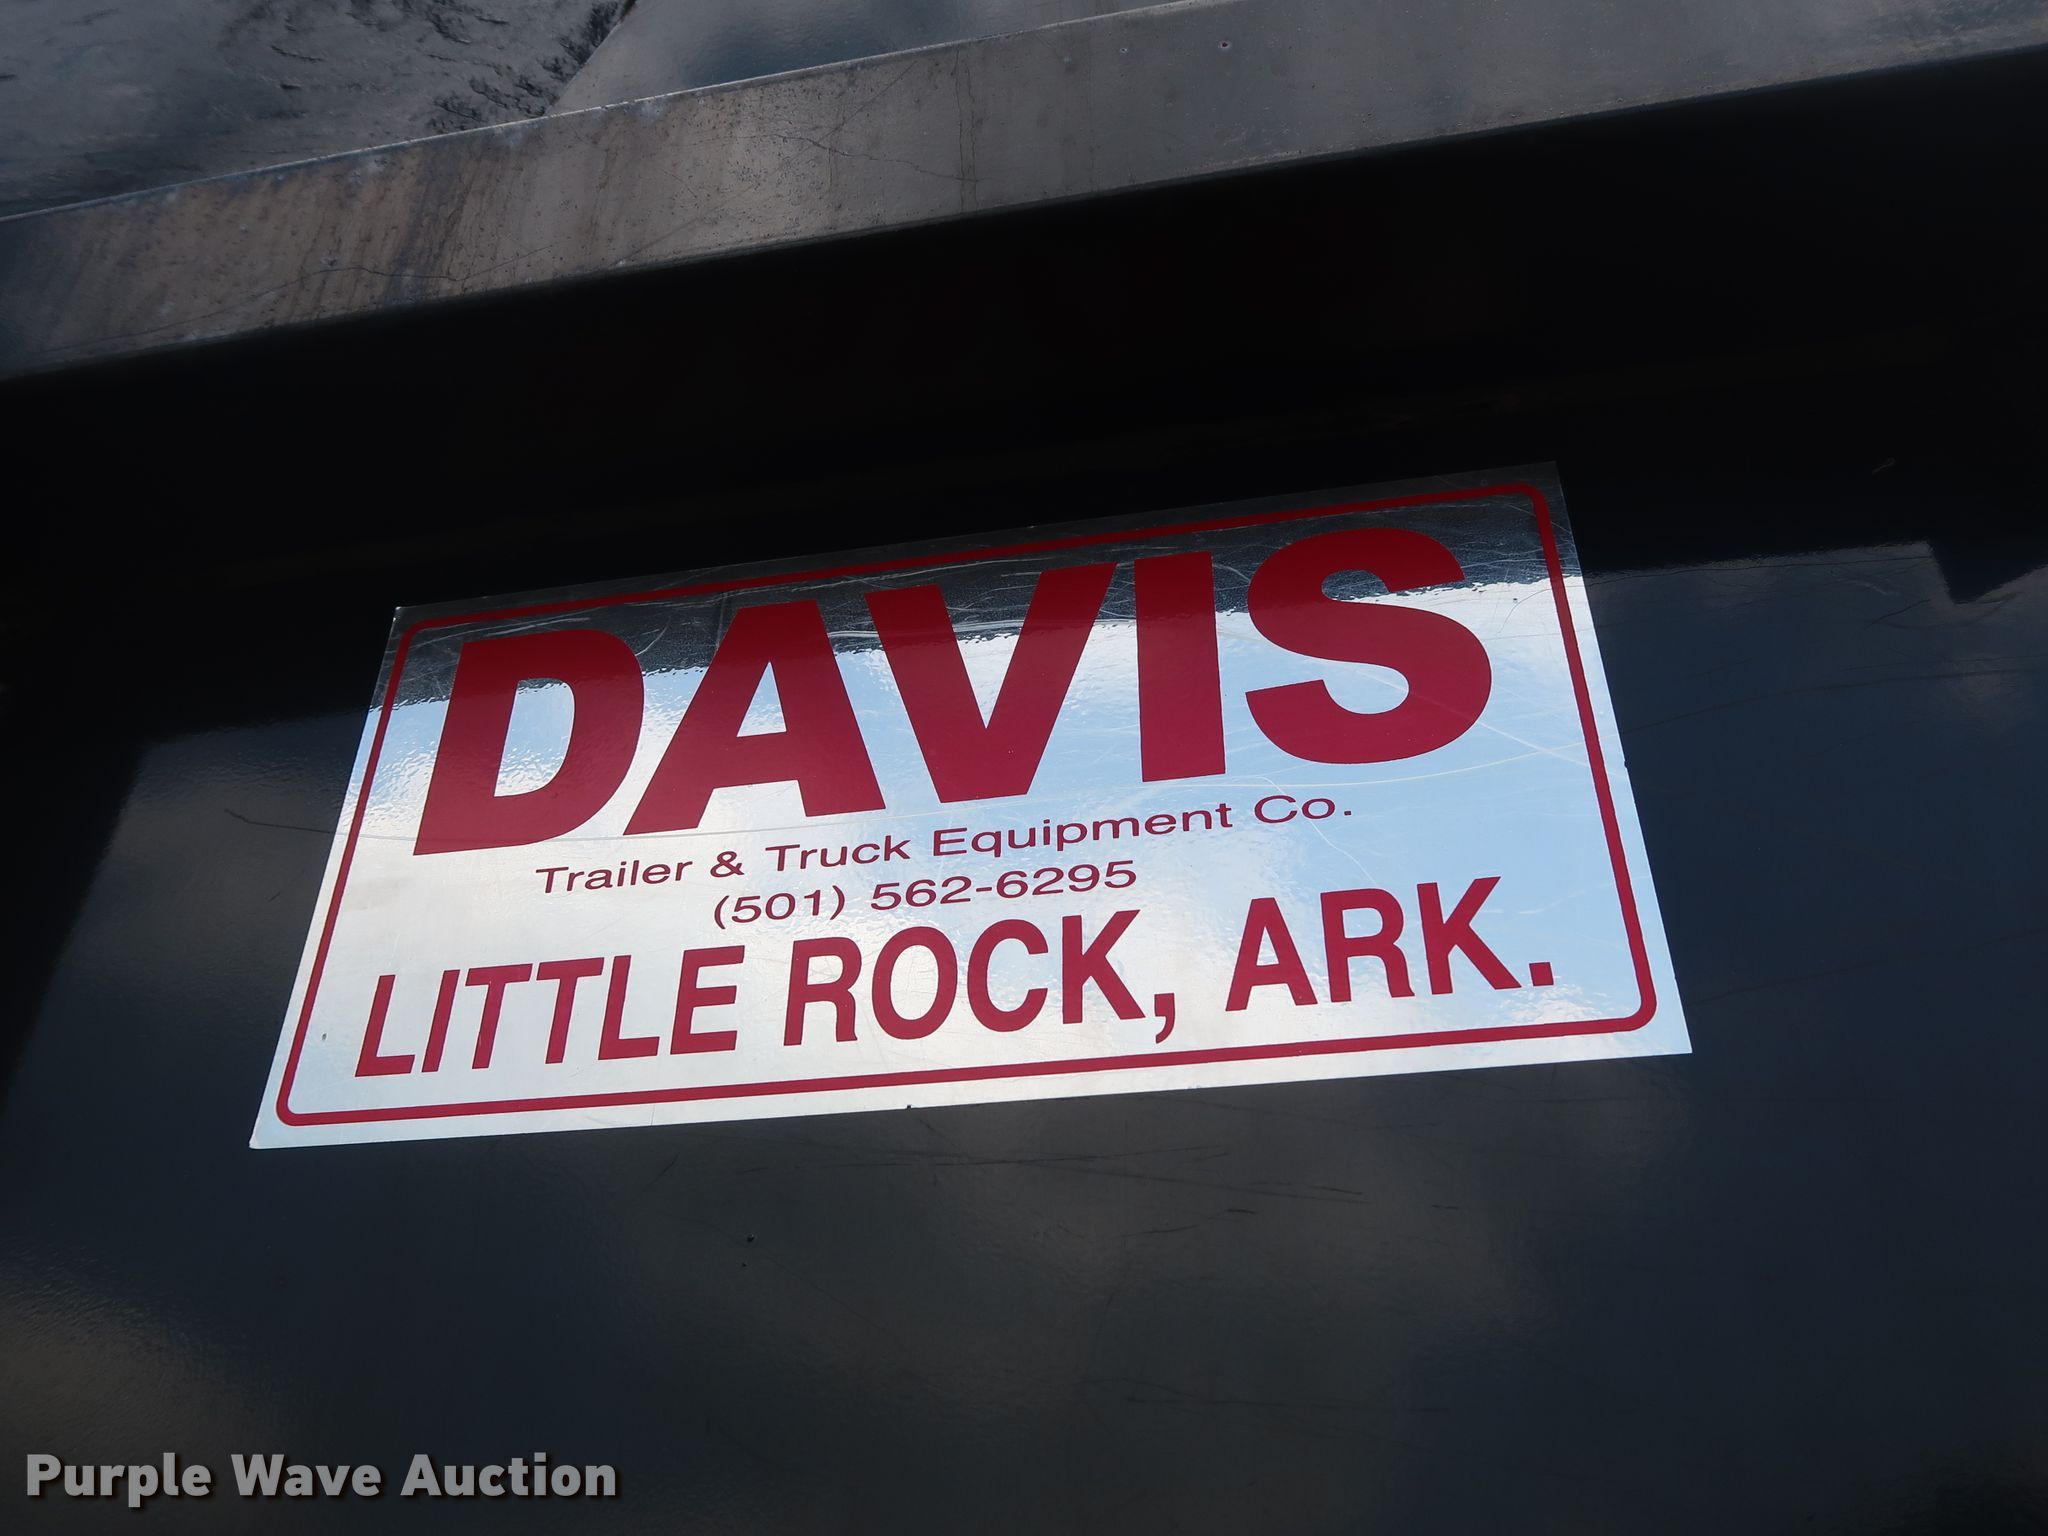 DAVIS
Trailer & Truck Equipment Co.
(501) 562-6295
LITTLE ROCK, ARK.
Purple Wave Auction